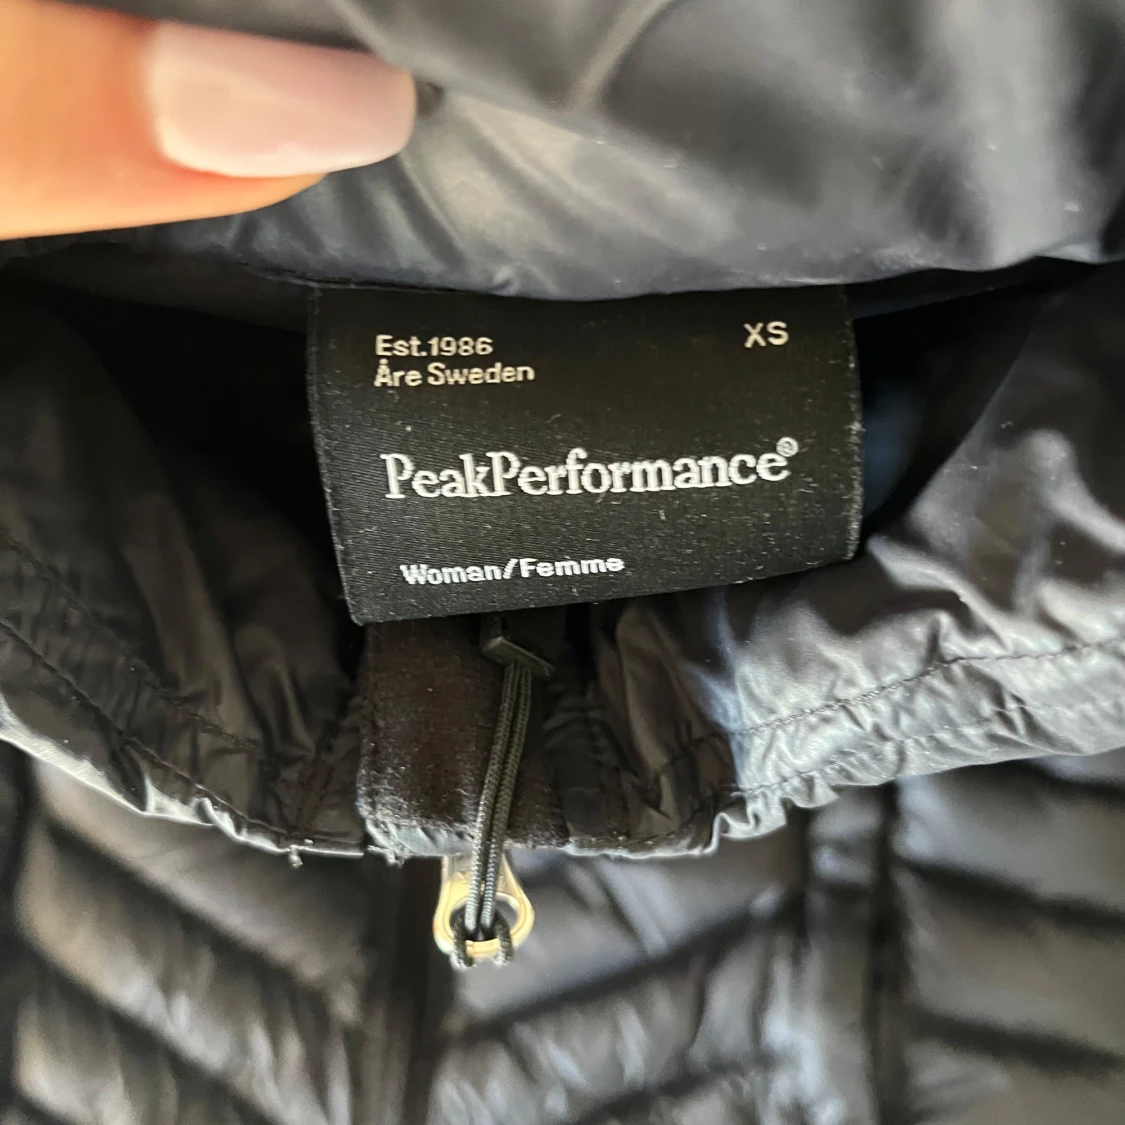 Est.1986
XS
Åre Sweden
PeakPerformance®
Woman/Femme